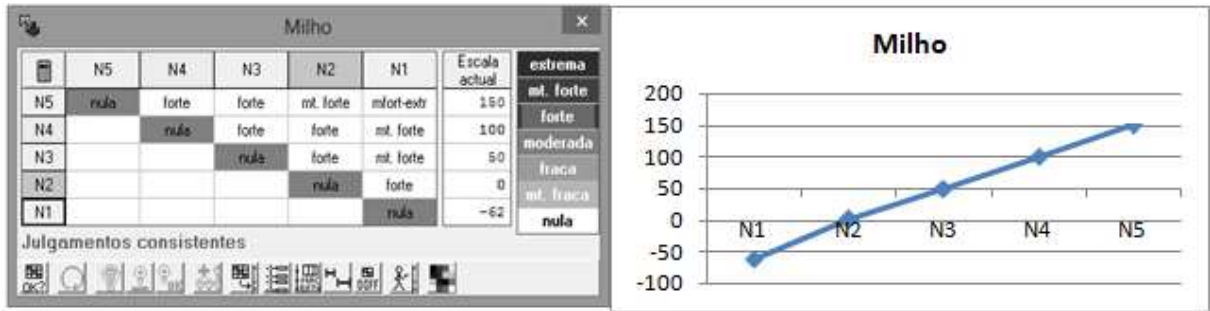 Milho
N5 N4 N3 N2 N1 Escala actual extrema
N5 nula forte forte mt. forte mfort-extr 150 mt. forte
N4 nula forte forte mt. forte 100 forte
N3 nula forte mt. forte 50 moderada
N2 nula forte 0 fraca
N1 nula -62 mt. fraca
nula
Julgamentos consistentes
OK?
Milho
200
150
100
50
0
-50
-100
N1 N2 N3 N4 N5